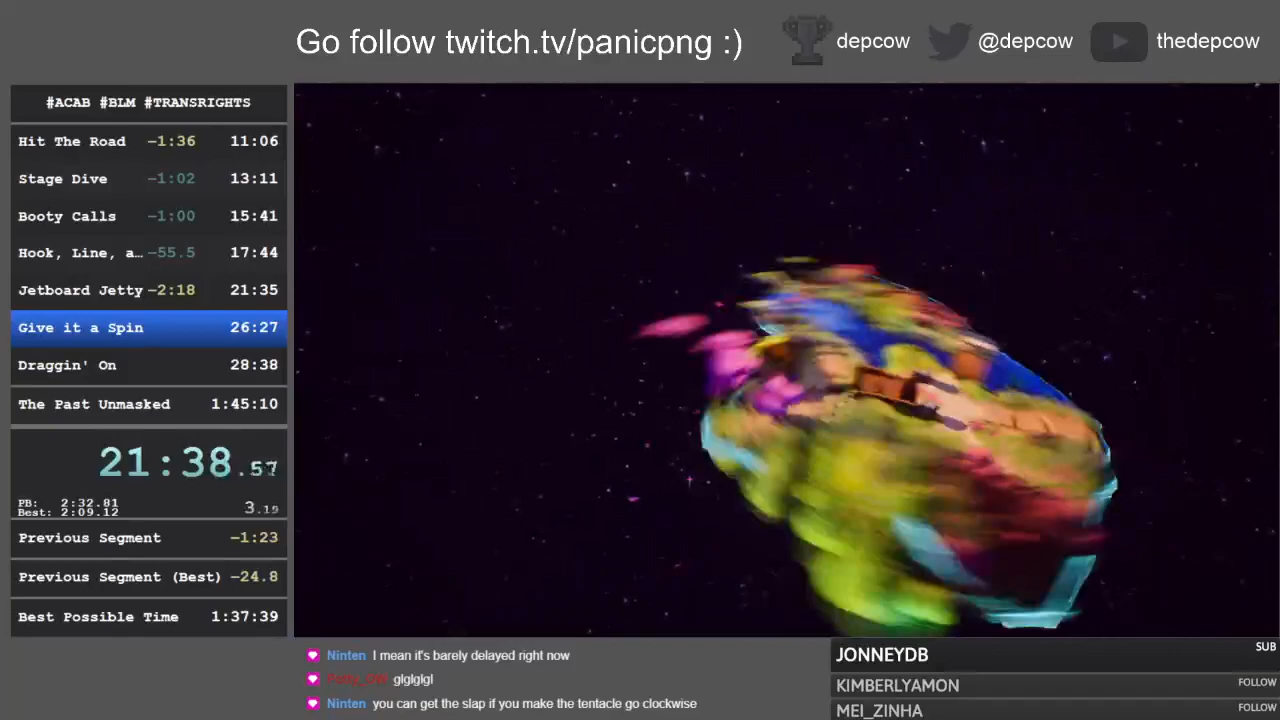 Go follow twitch.tv/panicpng :)
depcow
@depcow
thedepcow
#ACAB #BLM #TRANSRIGHTS
Hit The Road -1:36 11:06
Stage Dive -1:02 13:11
Booty Calls -1:00 15:41
Hook, Line, a… -55.5 17:44
Jetboard Jetty -2:18 21:35
Give it a Spin 26:27
Draggin' On 28:38
The Past Unmasked 1:45:10
21:38.57
PB: 2:32.81
Best: 2:09.12
3.19
Previous Segment -1:23
Previous Segment (Best) -24.8
Best Possible Time 1:37:39
Ninten I mean it's barely delayed right now
glglglgl
Ninten you can get the slap if you make the tentacle go clockwise
JONNEYDB SUB
KIMBERLYAMON FOLLOW
MEI_ZINHA FOLLOW